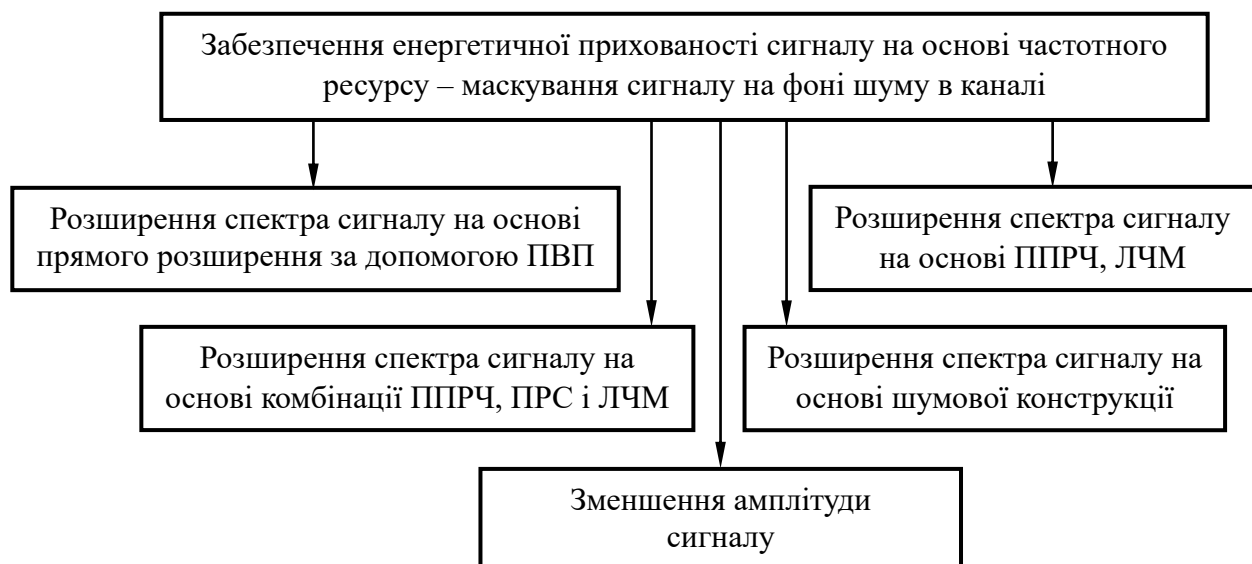 Забезпечення енергетичної прихованості сигналу на основі частотного
ресурсу – маскування сигналу на фоні шуму в каналі
Розширення спектра сигналу на основі
прямого розширення за допомогою ПВП
Розширення спектра сигналу
на основі ППРЧ, ЛЧМ
Розширення спектра сигналу на
основі комбінації ППРЧ, ПРС і ЛЧМ
Розширення спектра сигналу на
основі шумової конструкції
Зменшення амплітуди
сигналу